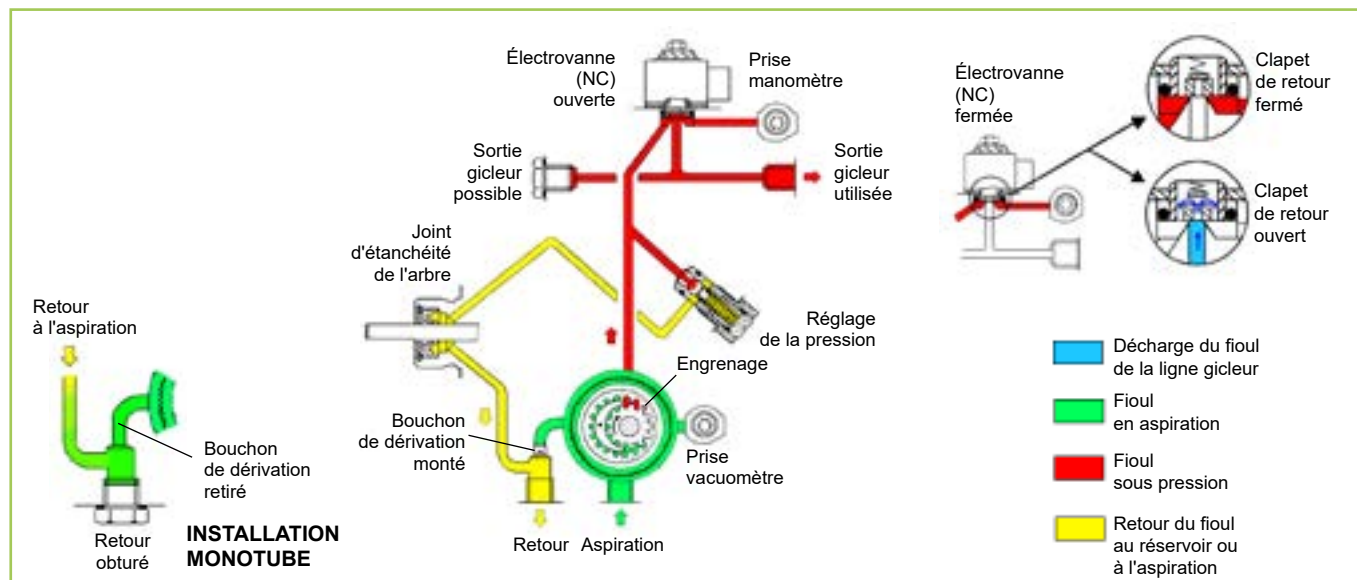 Électrovanne
(NC)
ouverte
Prise
manomètre
Sortie
gicleur
possible
Sortie
gicleur
utilisée
Joint
d'étanchéité
de l'arbre
Réglage
de la pression
Engrenage
Bouchon
de dérivation
monté
Prise
vacuomètre
Retour
Aspiration
Retour
à l'aspiration
Bouchon
de dérivation
retiré
Retour
obturé
INSTALLATION
MONOTUBE
Électrovanne
(NC)
fermée
Clapet
de retour
fermé
Clapet
de retour
ouvert
Décharge du fioul
de la ligne gicleur
Fioul
en aspiration
Fioul
sous pression
Retour du fioul
au réservoir ou
à l'aspiration